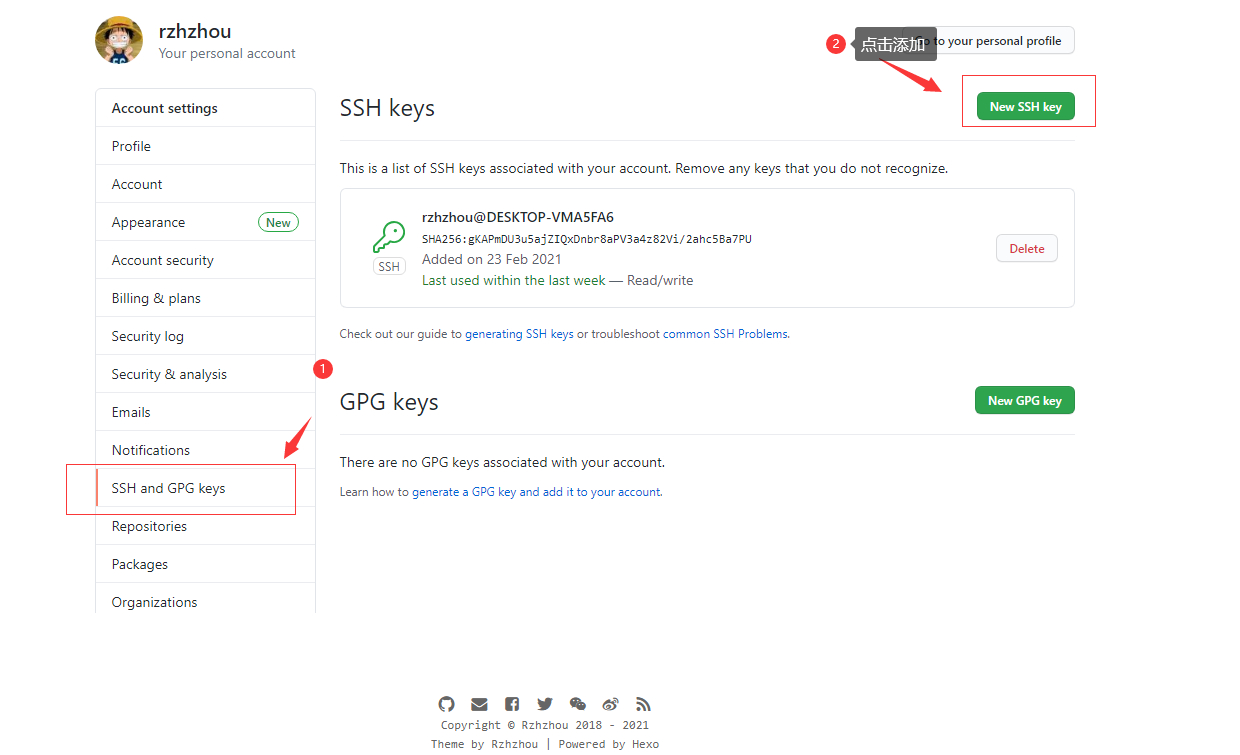 rzhzhou
Your personal account
2
点击添加
to your personal profile
Account settings
Profile
Account
Appearance
New
Account security
Billing & plans
Security log
Security & analysis
1
Emails
Notifications
SSH and GPG keys
Repositories
Packages
Organizations
SSH keys
New SSH key
This is a list of SSH keys associated with your account. Remove any keys that you do not recognize.
rzhzhou@DESKTOP-VMA5FA6
SHA256:gKAPmDU3u5ajZIQxDnbr8aPV3a4z82Vi/2ahc5Ba7PU
Added on 23 Feb 2021
Last used within the last week — Read/write
SSH
Delete
Check out our guide to generating SSH keys or troubleshoot common SSH Problems.
GPG keys
New GPG key
There are no GPG keys associated with your account.
Learn how to generate a GPG key and add it to your account.
Copyright © Rzhzhou 2018 - 2021
Theme by Rzhzhou | Powered by Hexo